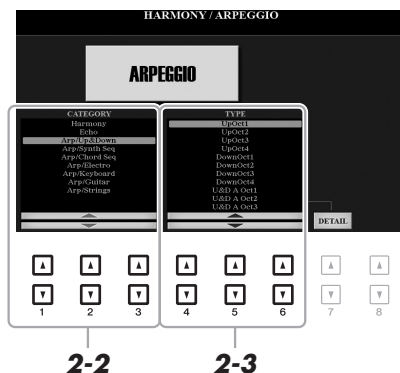 HARMONY / ARPEGGIO
ARPEGGIO
CATEGORY
Harmony
Echo
Arp/Up&Down
Arp/Synth Seq
Arp/Chord Seq
Arp/Electro
Arp/Keyboard
Arp/Guitar
Arp/Strings
TYPE
UpOct1
UpOct2
UpOct3
UpOct4
DownOct1
DownOct2
DownOct3
DownOct4
U&D A Oct1
U&D A Oct2
U&D A Oct3
DETAIL
1 2 3 4 5 6 7 8
2-2 2-3